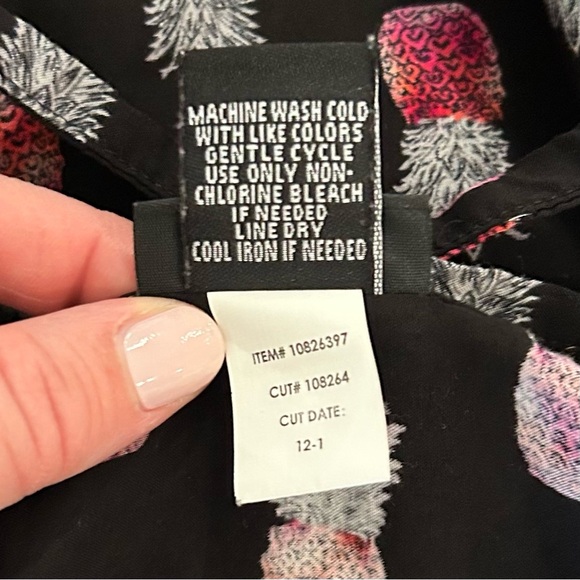 MACHINE WASH COLD
WITH LIKE COLORS
GENTLE CYCLE
USE ONLY NON-
CHLORINE BLEACH
IF NEEDED
LINE DRY
COOL IRON IF NEEDED
ITEM# 10826397
CUT# 108264
CUT DATE:
12-1